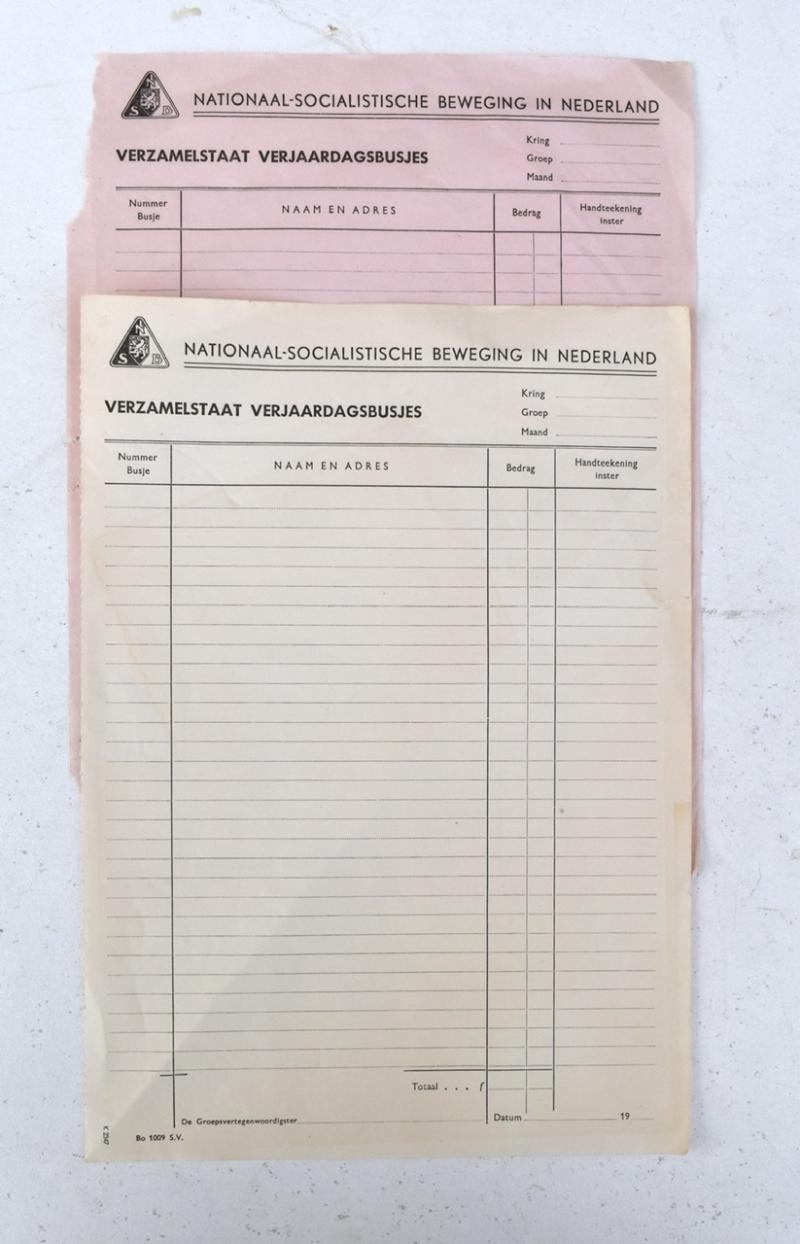 N
S B
NATIONAAL-SOCIALISTISCHE BEWEGING IN NEDERLAND
VERZAMELSTAAT VERJAARDAGSBUSJES
Kring
Groep
Maand
Nummer Busje
NAAM EN ADRES
Bedrag
Handteekening inster
N
S B
NATIONAAL-SOCIALISTISCHE BEWEGING IN NEDERLAND
VERZAMELSTAAT VERJAARDAGSBUSJES
Kring
Groep
Maand
Nummer Busje
NAAM EN ADRES
Bedrag
Handteekening inster
Totaal . . . f
De Groepsvertegenwoordigster
Datum 19
Bo 1009 S.V.